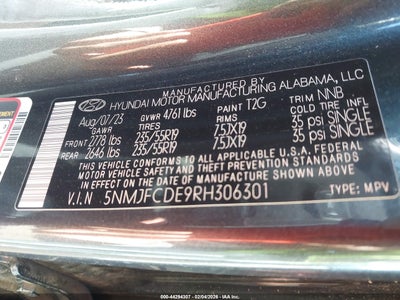 MANUFACTURED BY
HYUNDAI MOTOR MANUFACTURING ALABAMA, LLC
Aug/07/23 GVWR 4761 lbs PAINT T2G TRIM NNB
GAWR TIRES RIMS COLD TIRE INFL
FRONT 2778 lbs 235/55R19 7.5JX19 35 PSI SINGLE
REAR 2646 lbs 235/55R19 7.5JX19 35 PSI SINGLE
THIS VEHICLE CONFORMS TO ALL APPLICABLE U.S.A. FEDERAL MOTOR VEHICLE
SAFETY AND THEFT PREVENTION STANDARDS IN EFFECT ON THE
DATE OF MANUFACTURE SHOWN ABOVE.
V.I.N 5NMJFCDE9RH306301 TYPE: MPV
000-44294307 - 02/04/2026 - IAA Inc.